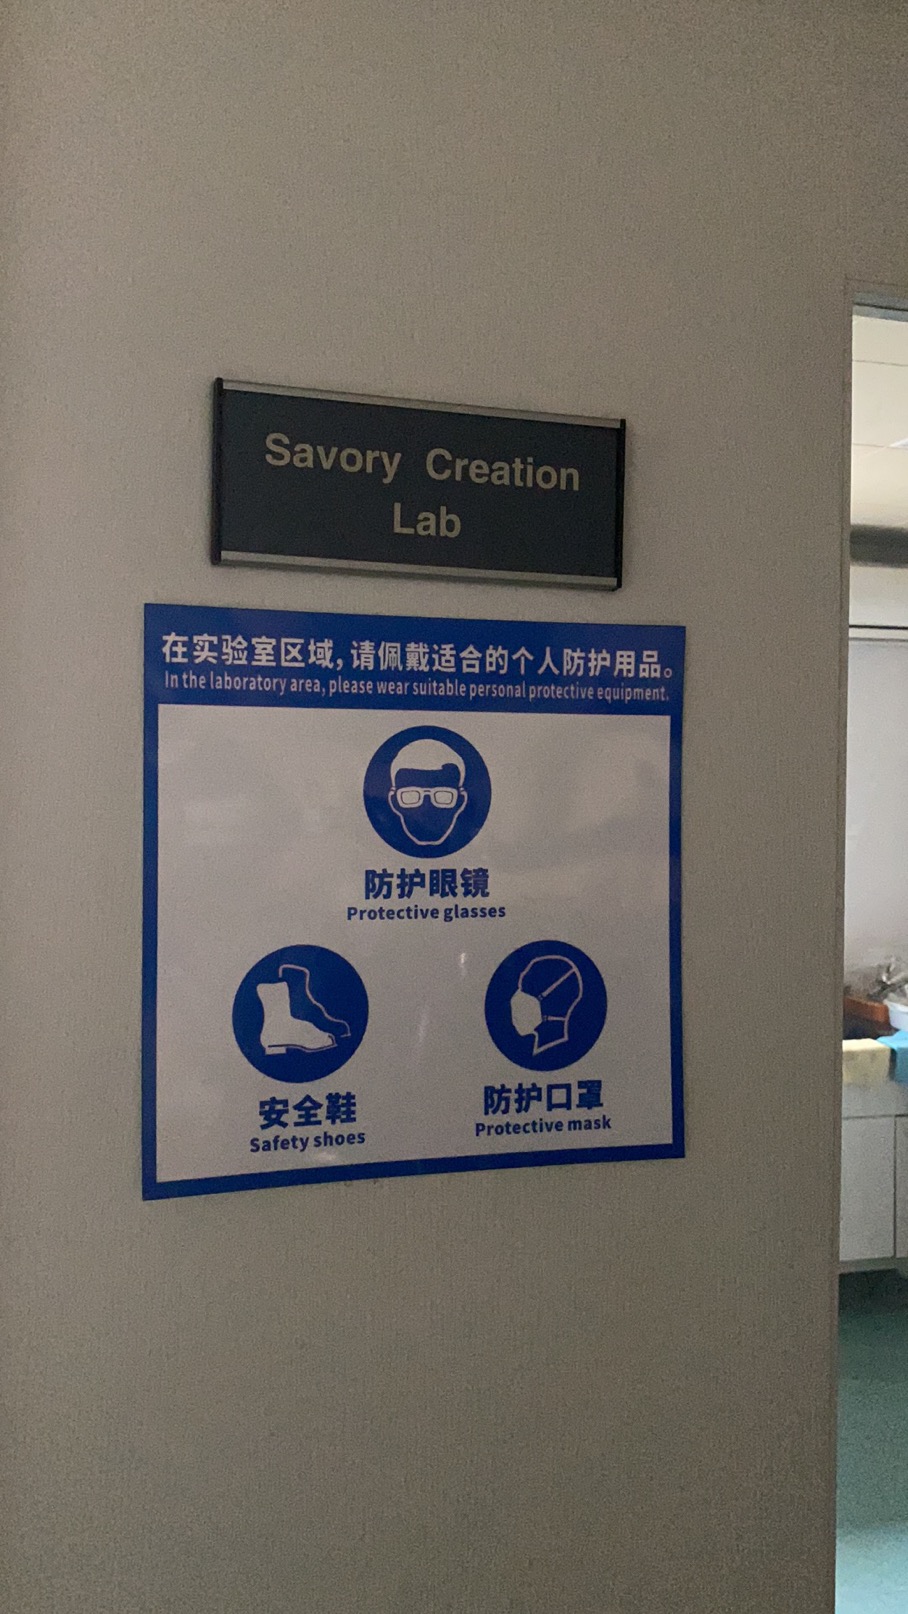 Savory Creation
Lab
在实验室区域，请佩戴适合的个人防护用品。
In the laboratory area, please wear suitable personal protective equipment.
防护眼镜
Protective glasses
安全鞋
Safety shoes
防护口罩
Protective mask